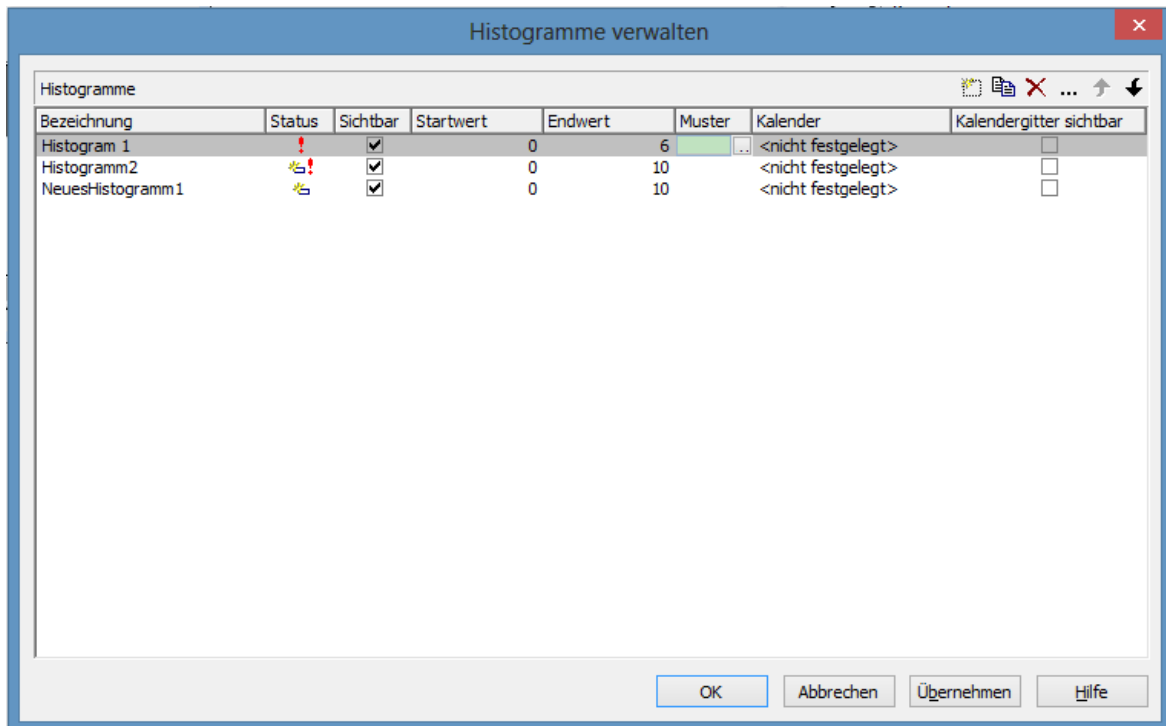 Histogramme verwalten
Histogramme
Bezeichnung Status Sichtbar Startwert Endwert Muster Kalender Kalendergitter sichtbar
Histogram 1 0 6 .. <nicht festgelegt>
Histogramm2 0 10 <nicht festgelegt>
NeuesHistogramm1 0 10 <nicht festgelegt>
OK Abbrechen Übernehmen Hilfe